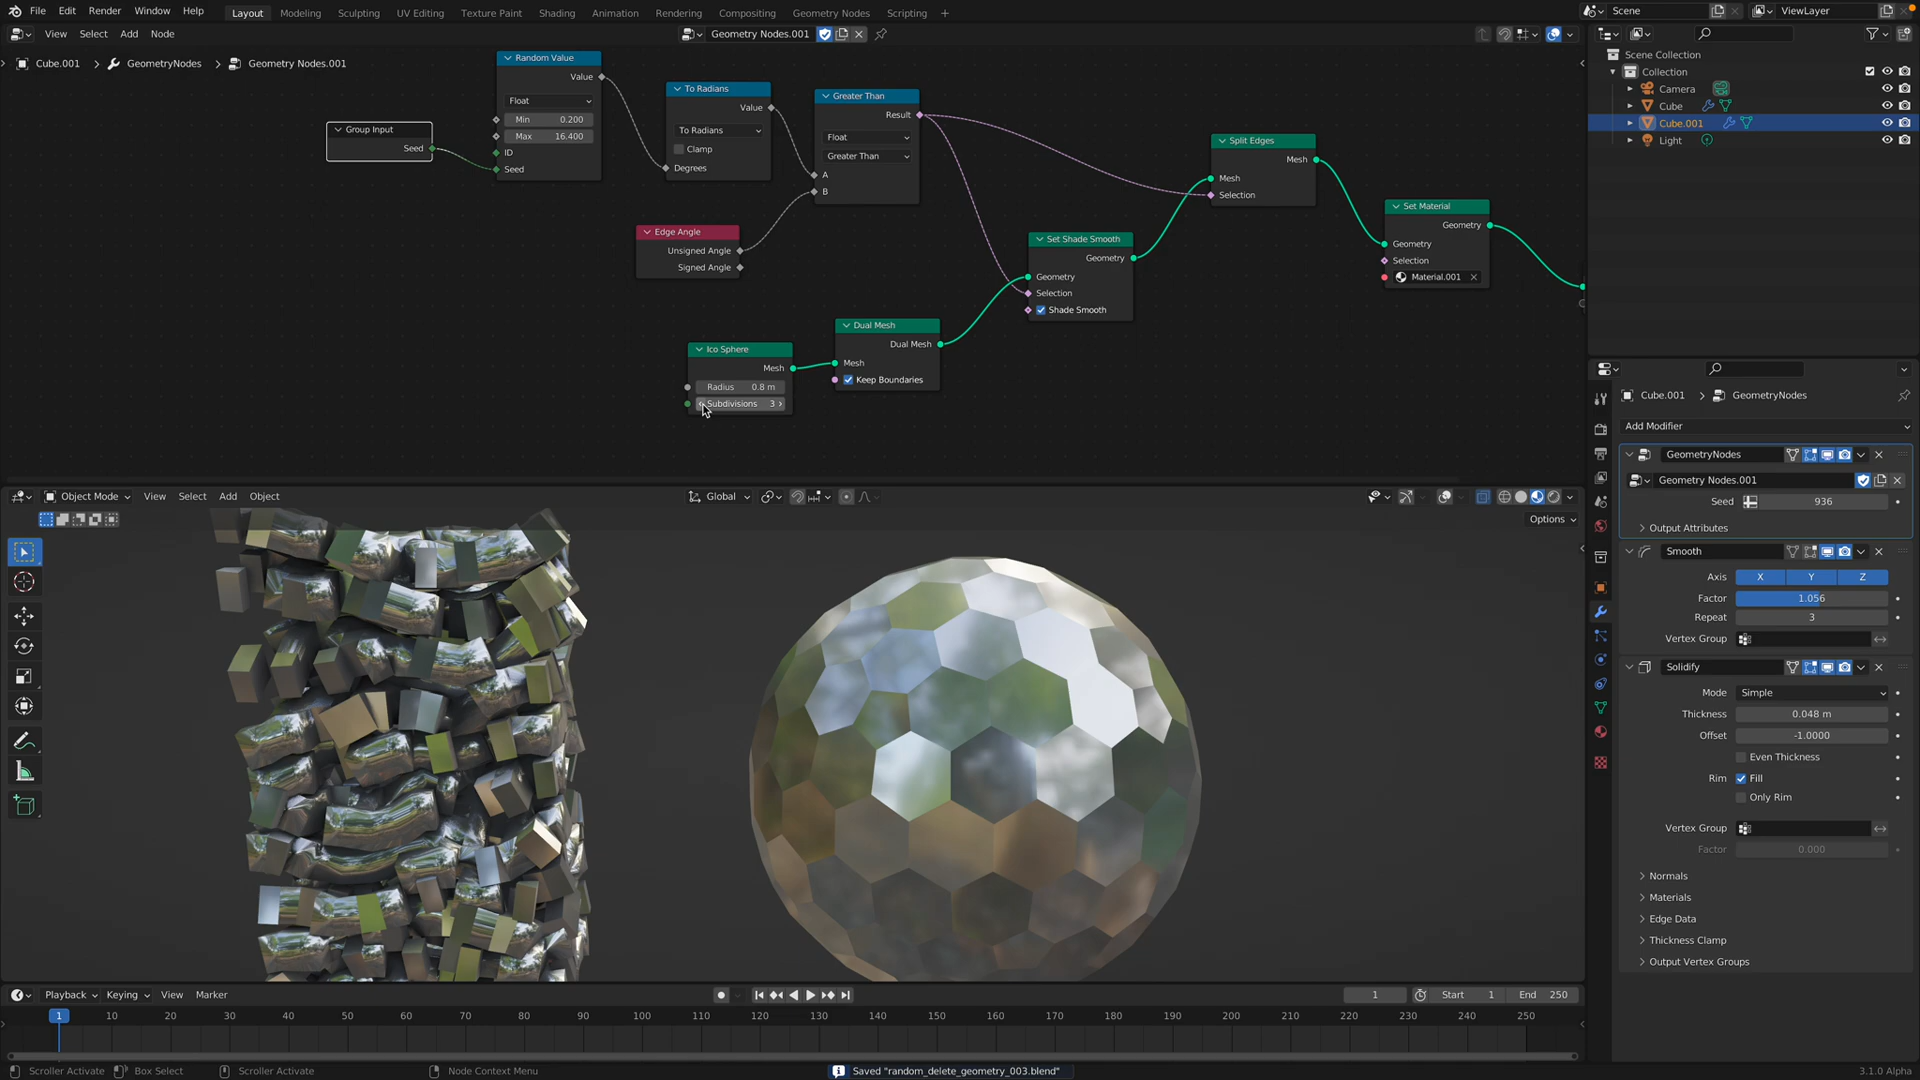 File Edit Render Window Help Layout Modeling Sculpting UV Editing Texture Paint Shading Animation Rendering Compositing Geometry Nodes Scripting + Scene ViewLayer
View Select Add Node Geometry Nodes.001
Cube.001 > GeometryNodes > Geometry Nodes.001
Random Value
Value
Float
Min 0.200
Max 16.400
ID
Seed
Group Input
Seed
To Radians
Value
To Radians
Clamp
Degrees
Greater Than
Result
Float
Greater Than
A
B
Edge Angle
Unsigned Angle
Signed Angle
Split Edges
Mesh
Mesh
Selection
Set Material
Geometry
Geometry
Selection
Material.001
Set Shade Smooth
Geometry
Geometry
Selection
Shade Smooth
Dual Mesh
Dual Mesh
Mesh
Keep Boundaries
Ico Sphere
Mesh
Radius 0.8 m
Subdivisions 3
Scene Collection
Collection
Camera
Cube
Cube.001
Light
Cube.001 > GeometryNodes
Add Modifier
GeometryNodes
Geometry Nodes.001
Seed 936
Output Attributes
Smooth
Axis X Y Z
Factor 1.056
Repeat 3
Vertex Group
Solidify
Mode Simple
Thickness 0.048 m
Offset -1.0000
Even Thickness
Rim Fill
Only Rim
Vertex Group
Factor 0.000
Normals
Materials
Edge Data
Thickness Clamp
Output Vertex Groups
Object Mode View Select Add Object Global
Options
Playback Keying View Marker 1 Start 1 End 250
1 10 20 30 40 50 60 70 80 90 100 110 120 130 140 150 160 170 180 190 200 210 220 230 240 250
Scroller Activate Box Select Scroller Activate Node Context Menu Saved "random_delete_geometry_003.blend" 3.1.0 Alpha